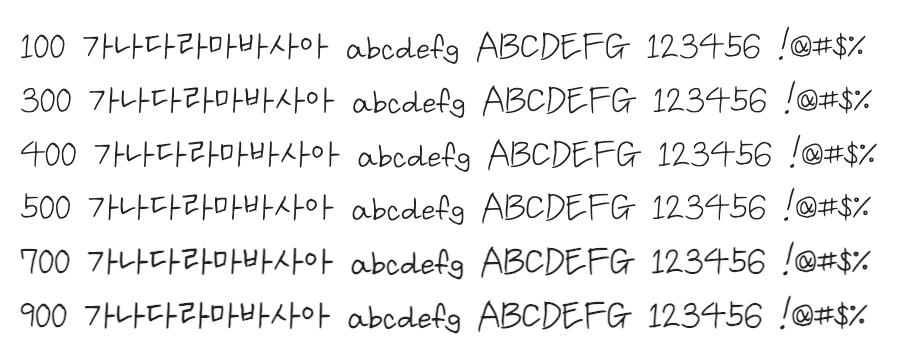 100 가나다라마바사아 abcdefg ABCDEFG 123456 !@#$%
300 가나다라마바사아 abcdefg ABCDEFG 123456 !@#$%
400 가나다라마바사아 abcdefg ABCDEFG 123456 !@#$%
500 가나다라마바사아 abcdefg ABCDEFG 123456 !@#$%
700 가나다라마바사아 abcdefg ABCDEFG 123456 !@#$%
900 가나다라마바사아 abcdefg ABCDEFG 123456 !@#$%